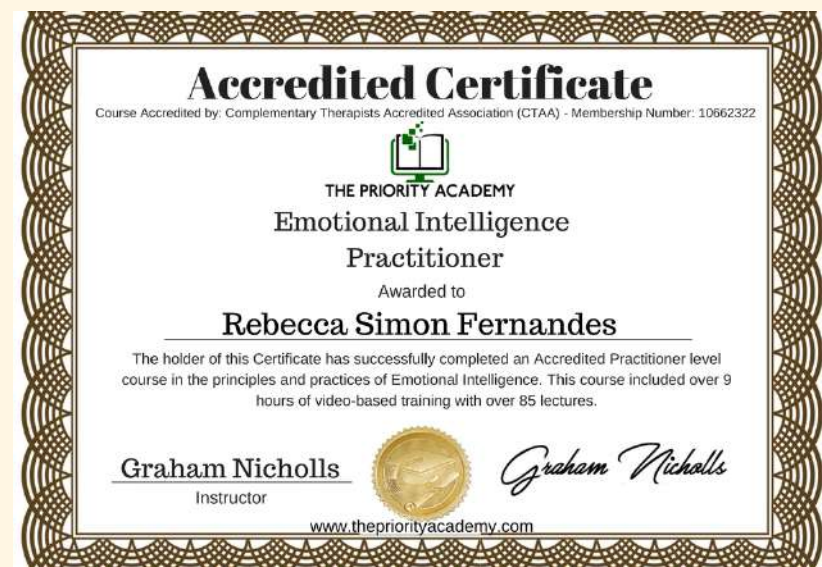 Accredited Certificate
Course Accredited by: Complementary Therapists Accredited Association (CTAA) - Membership Number: 10662322
THE PRIORITY ACADEMY
Emotional Intelligence
Practitioner
Awarded to
Rebecca Simon Fernandes
The holder of this Certificate has successfully completed an Accredited Practitioner level
course in the principles and practices of Emotional Intelligence. This course included over 9
hours of video-based training with over 85 lectures.
Graham Nicholls
Graham Nicholls
Instructor
www.thepriorityacademy.com